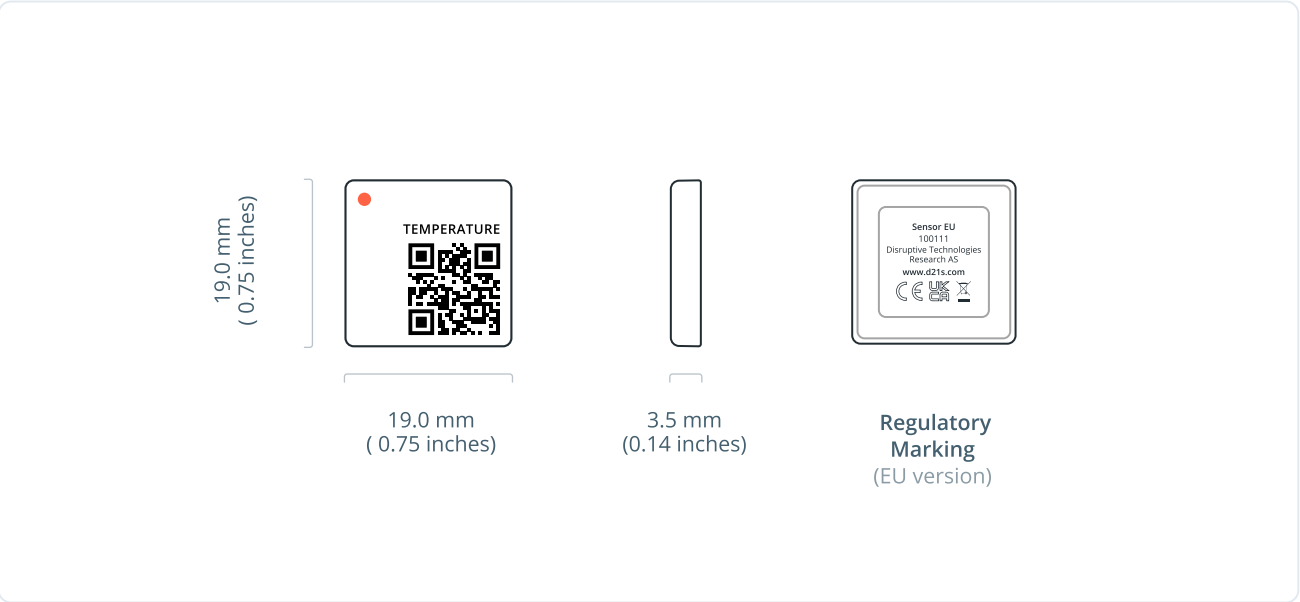 19.0 mm
( 0.75 inches)
TEMPERATURE
19.0 mm
( 0.75 inches)
3.5 mm
(0.14 inches)
Sensor EU
100111
Disruptive Technologies
Research AS
www.d21s.com
CE UK
CA
Regulatory
Marking
(EU version)